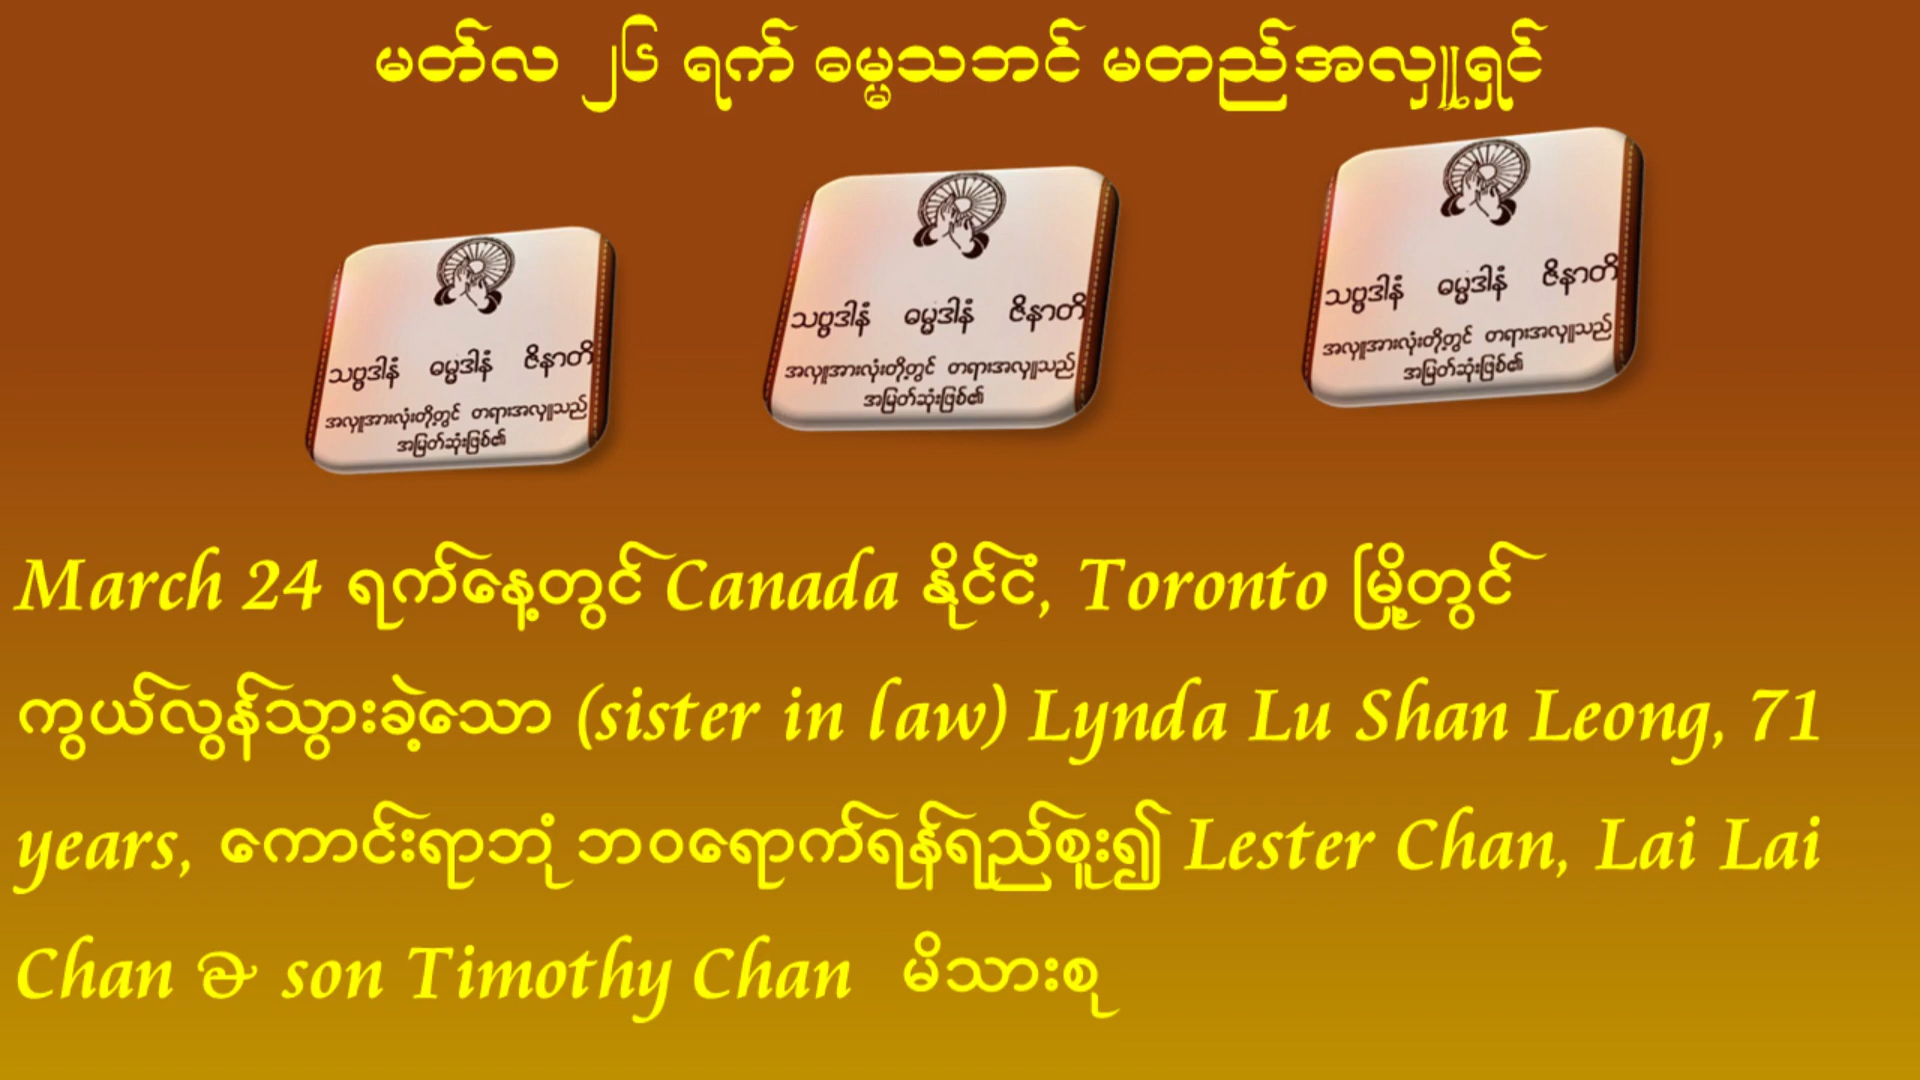 မတ်လ ၂၆ ရက် ဓမ္မသဘင် မတည်အလှူရှင်
သဗ္ဗဒါနံ ဓမ္မဒါနံ ဇိနာတိ
အလှူအားလုံးတို့တွင် တရားအလှူသည်
အမြတ်ဆုံးဖြစ်၏
သဗ္ဗဒါနံ ဓမ္မဒါနံ ဇိနာတိ
အလှူအားလုံးတို့တွင် တရားအလှူသည်
အမြတ်ဆုံးဖြစ်၏
သဗ္ဗဒါနံ ဓမ္မဒါနံ ဇိနာတိ
အလှူအားလုံးတို့တွင် တရားအလှူသည်
အမြတ်ဆုံးဖြစ်၏
March 24 ရက်နေ့တွင် Canada နိုင်ငံ, Toronto မြို့တွင်
ကွယ်လွန်သွားခဲ့သော (sister in law) Lynda Lu Shan Leong, 71
years, ကောင်းရာဘုံ ဘဝရောက်ရန်ရည်စူး၍ Lester Chan, Lai Lai
Chan & son Timothy Chan မိသားစု